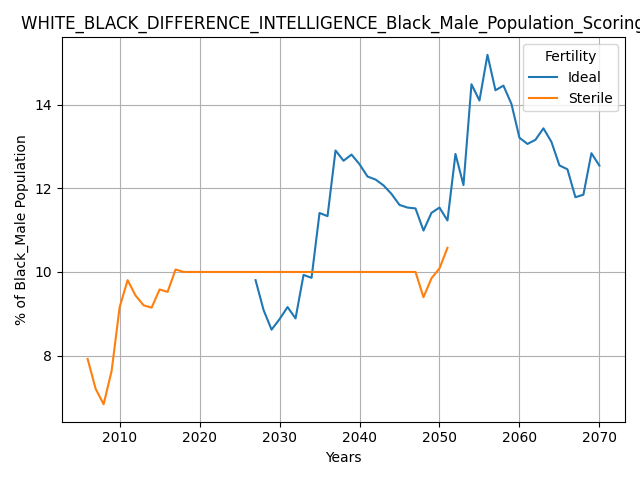 WHITE_BLACK_DIFFERENCE_INTELLIGENCE_Black_Male_Population_Scoring
Fertility
Ideal
Sterile
14
12
10
8
% of Black_Male Population
2010 2020 2030 2040 2050 2060 2070
Years